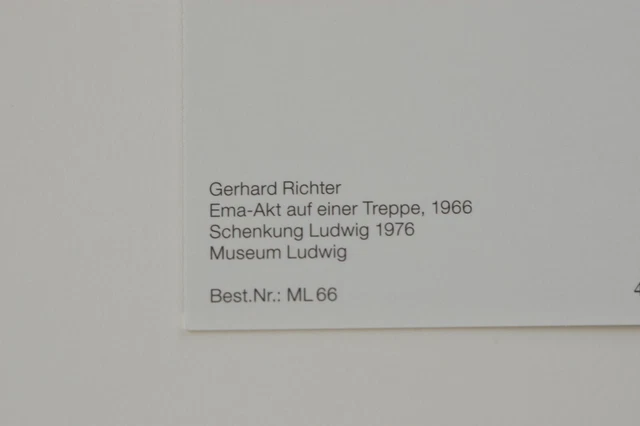 Gerhard Richter
Ema-Akt auf einer Treppe, 1966
Schenkung Ludwig 1976
Museum Ludwig
Best.Nr.: ML 66